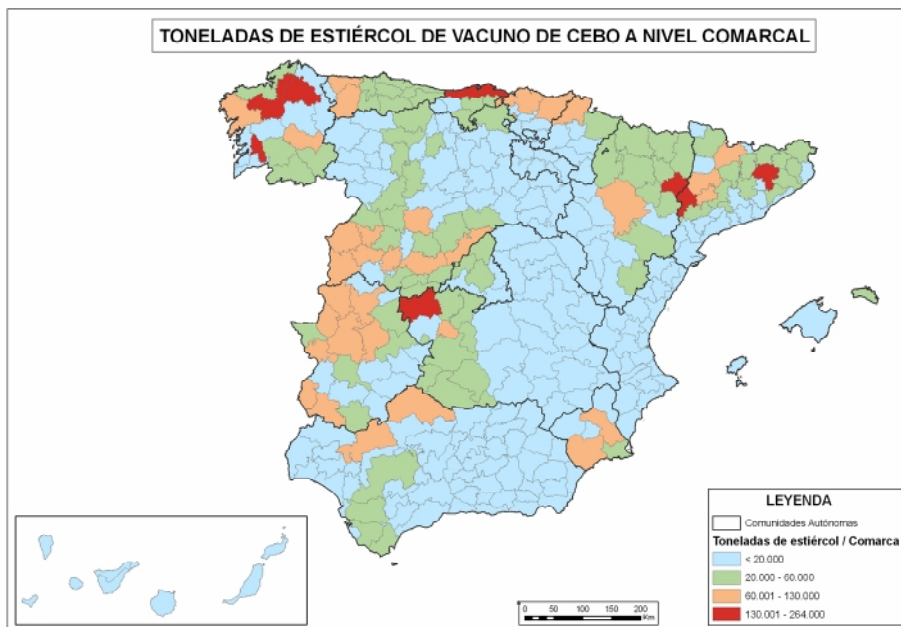 TONELADAS DE ESTIÉRCOL DE VACUNO DE CEBO A NIVEL COMARCAL
LEYENDA
Comunidades Autónomas
Toneladas de estiércol / Comarca
< 20.000
20.000 - 60.000
60.001 - 130.000
130.001 - 264.000
0 25 50 100 150 200
Km